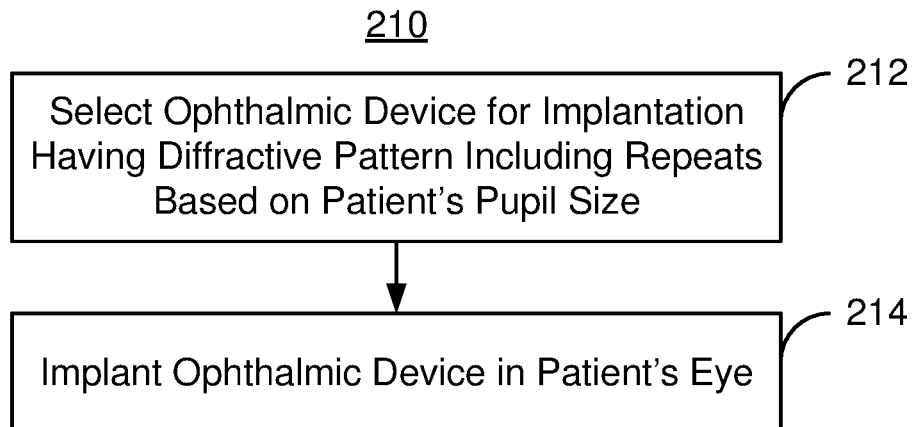 210
212
Select Ophthalmic Device for Implantation
Having Diffractive Pattern Including Repeats
Based on Patient's Pupil Size
214
Implant Ophthalmic Device in Patient's Eye